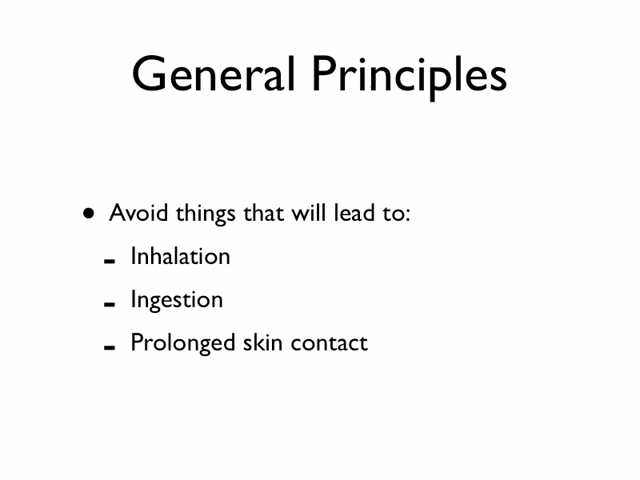 General Principles
• Avoid things that will lead to:
- Inhalation
- Ingestion
- Prolonged skin contact